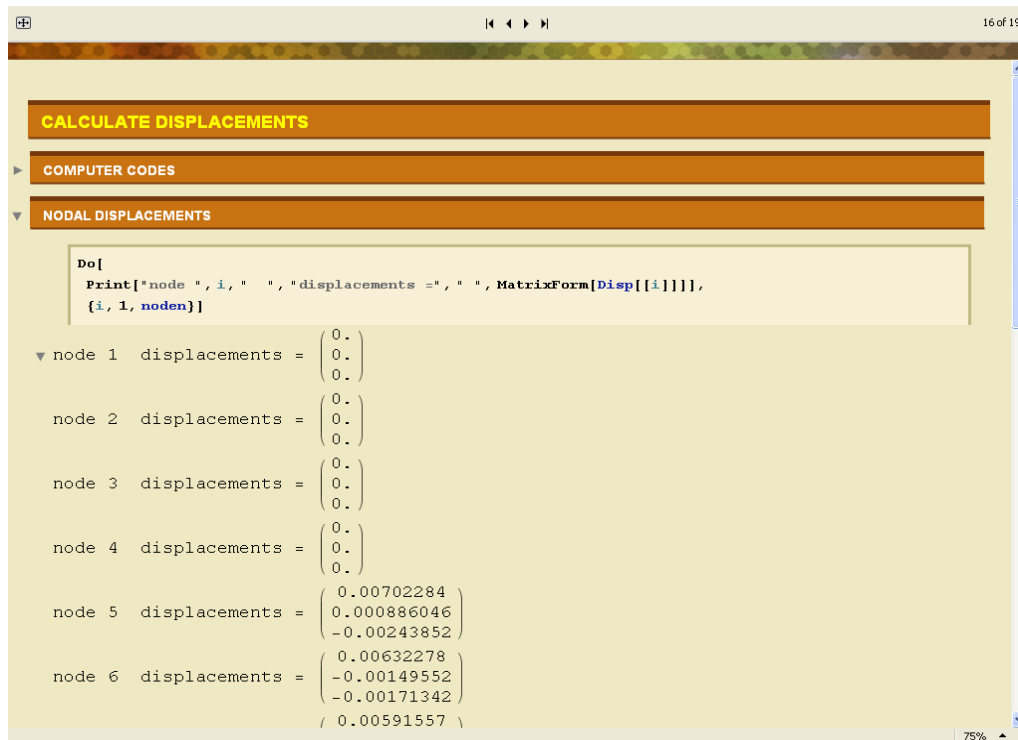 16 of 19
CALCULATE DISPLACEMENTS
COMPUTER CODES
NODAL DISPLACEMENTS
Do[
Print["node ", i, "  ", "displacements =", " ", MatrixForm[Disp[[i]]]],
{i, 1, noden}]
0.
node 1 displacements = 0.
0.
0.
node 2 displacements = 0.
0.
0.
node 3 displacements = 0.
0.
0.
node 4 displacements = 0.
0.
0.00702284
node 5 displacements = 0.000886046
-0.00243852
0.00632278
node 6 displacements = -0.00149552
-0.00171342
0.00591557
75%